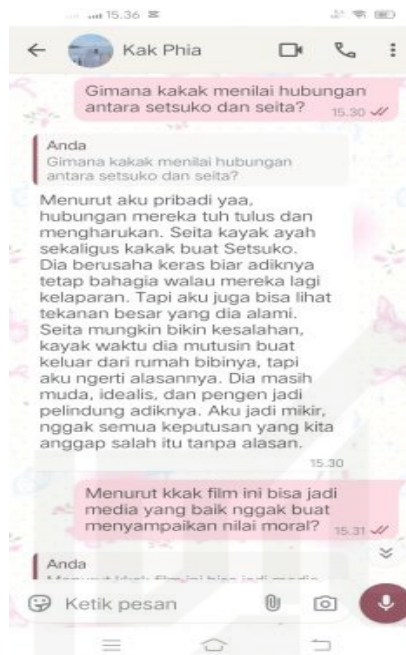 15.36
Kak Phia
Gimana kakak menilai hubungan
antara setsuko dan seita?
15.30
Anda
Gimana kakak menilai hubungan
antara setsuko dan seita?
Menurut aku pribadi yaa,
hubungan mereka tuh tulus dan
mengharukan. Seita kayak ayah
sekaligus kakak buat Setsuko.
Dia berusaha keras biar adiknya
tetap bahagia walau mereka lagi
kelaparan. Tapi aku juga bisa lihat
tekanan besar yang dia alami.
Seita mungkin bikin kesalahan,
kayak waktu dia mutusin buat
keluar dari rumah bibinya, tapi
aku ngerti alasannya. Dia masih
muda, idealis, dan pengen jadi
pelindung adiknya. Aku jadi mikir,
nggak semua keputusan yang kita
anggap salah itu tanpa alasan.
15.30
Menurut kkak film ini bisa jadi
media yang baik nggak buat
menyampaikan nilai moral?
15.31
Anda
Ketik pesan